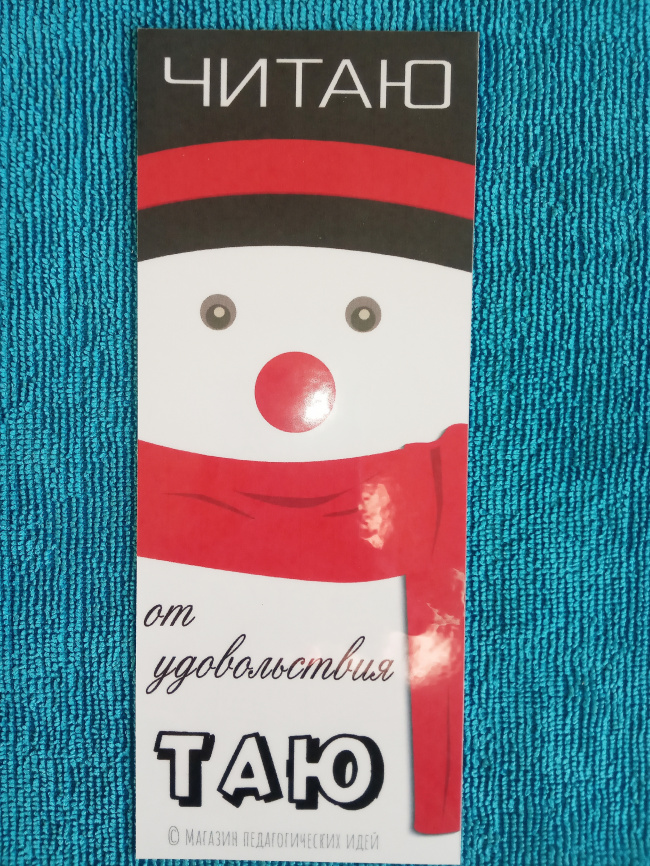 ЧИТАЮ
от
удовольствия
ТАЮ
© Магазин педагогических идей